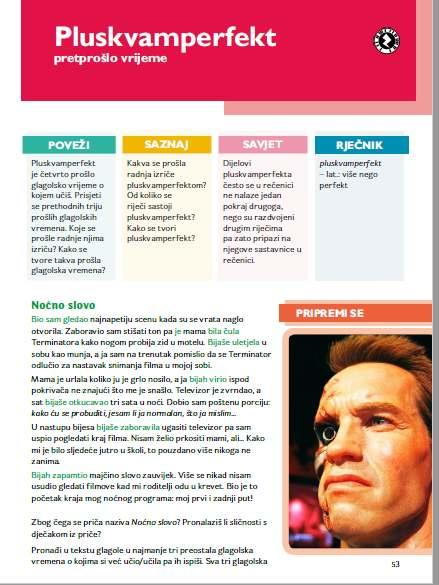 Pluskvamperfekt
pretprošlo vrijeme
POVEŽI
Pluskvamperfekt
je četvrto prošlo
glagolsko vrijeme o
kojem učiš. Prisjeti
se prethodnih triju
prošlih glagolskih
vremena. Koje se
prošle radnje njima
izriču? Kako se
tvore takva prošla
glagolska vremena?
SAZNAJ
Kakva se prošla
radnja izriče
pluskvamperfektom?
Od koliko se
riječi sastoji
pluskvamperfekt?
Kako se tvori
pluskvamperfekt?
SAVJET
Dijelovi
pluskvamperfekta
često se u rečenici
ne nalaze jedan
pokraj drugoga,
nego su razdvojeni
drugim riječima
pa zato pripazi na
njegove sastavnice u
rečenici.
RJEČNIK
pluskvamperfekt
– lat.: više nego
perfekt
Noćno slovo
Bio sam gledao najnapetiju scenu kada su se vrata naglo
otvorila. Zaboravio sam stišati ton pa je mama bila čula
Terminatora kako nogom probija zid u motelu. Bijaše uletjela u
sobu kao munja, a ja sam na trenutak pomislio da se Terminator
odlučio za nastavak snimanja filma u mojoj sobi.
Mama je urlala koliko ju je grlo nosilo, a ja bijah virio ispod
pokrivača ne znajući što me je snašlo. Televizor je zvrndao, a
sat bijaše otkucavao tri sata u noći. Dobio sam poštenu porciju:
kako ću se probuditi, jesam li ja normalan, što ja mislim...
U nastupu bijesa bijaše zaboravila ugasiti televizor pa sam
uspio pogledati kraj filma. Nisam želio prkositi mami, ali... Kako
mi je bilo sljedeće jutro u školi, to pouzdano više nikoga ne
zanima.
Bijah zapamtio majčino slovo zauvijek. Više se nikad nisam
usudio gledati filmove kad mi roditelji odu u krevet. Bio je to
početak kraja mog noćnog programa: moj prvi i zadnji put!
Zbog čega se priča naziva Noćno slovo? Pronalaziš li sličnosti s
dječakom iz priče?
Pronađi u tekstu glagole u najmanje tri preostala glagolska
vremena o kojima si već učio/učila pa ih ispiši. Sva tri glagolska
PRIPREMI SE
53